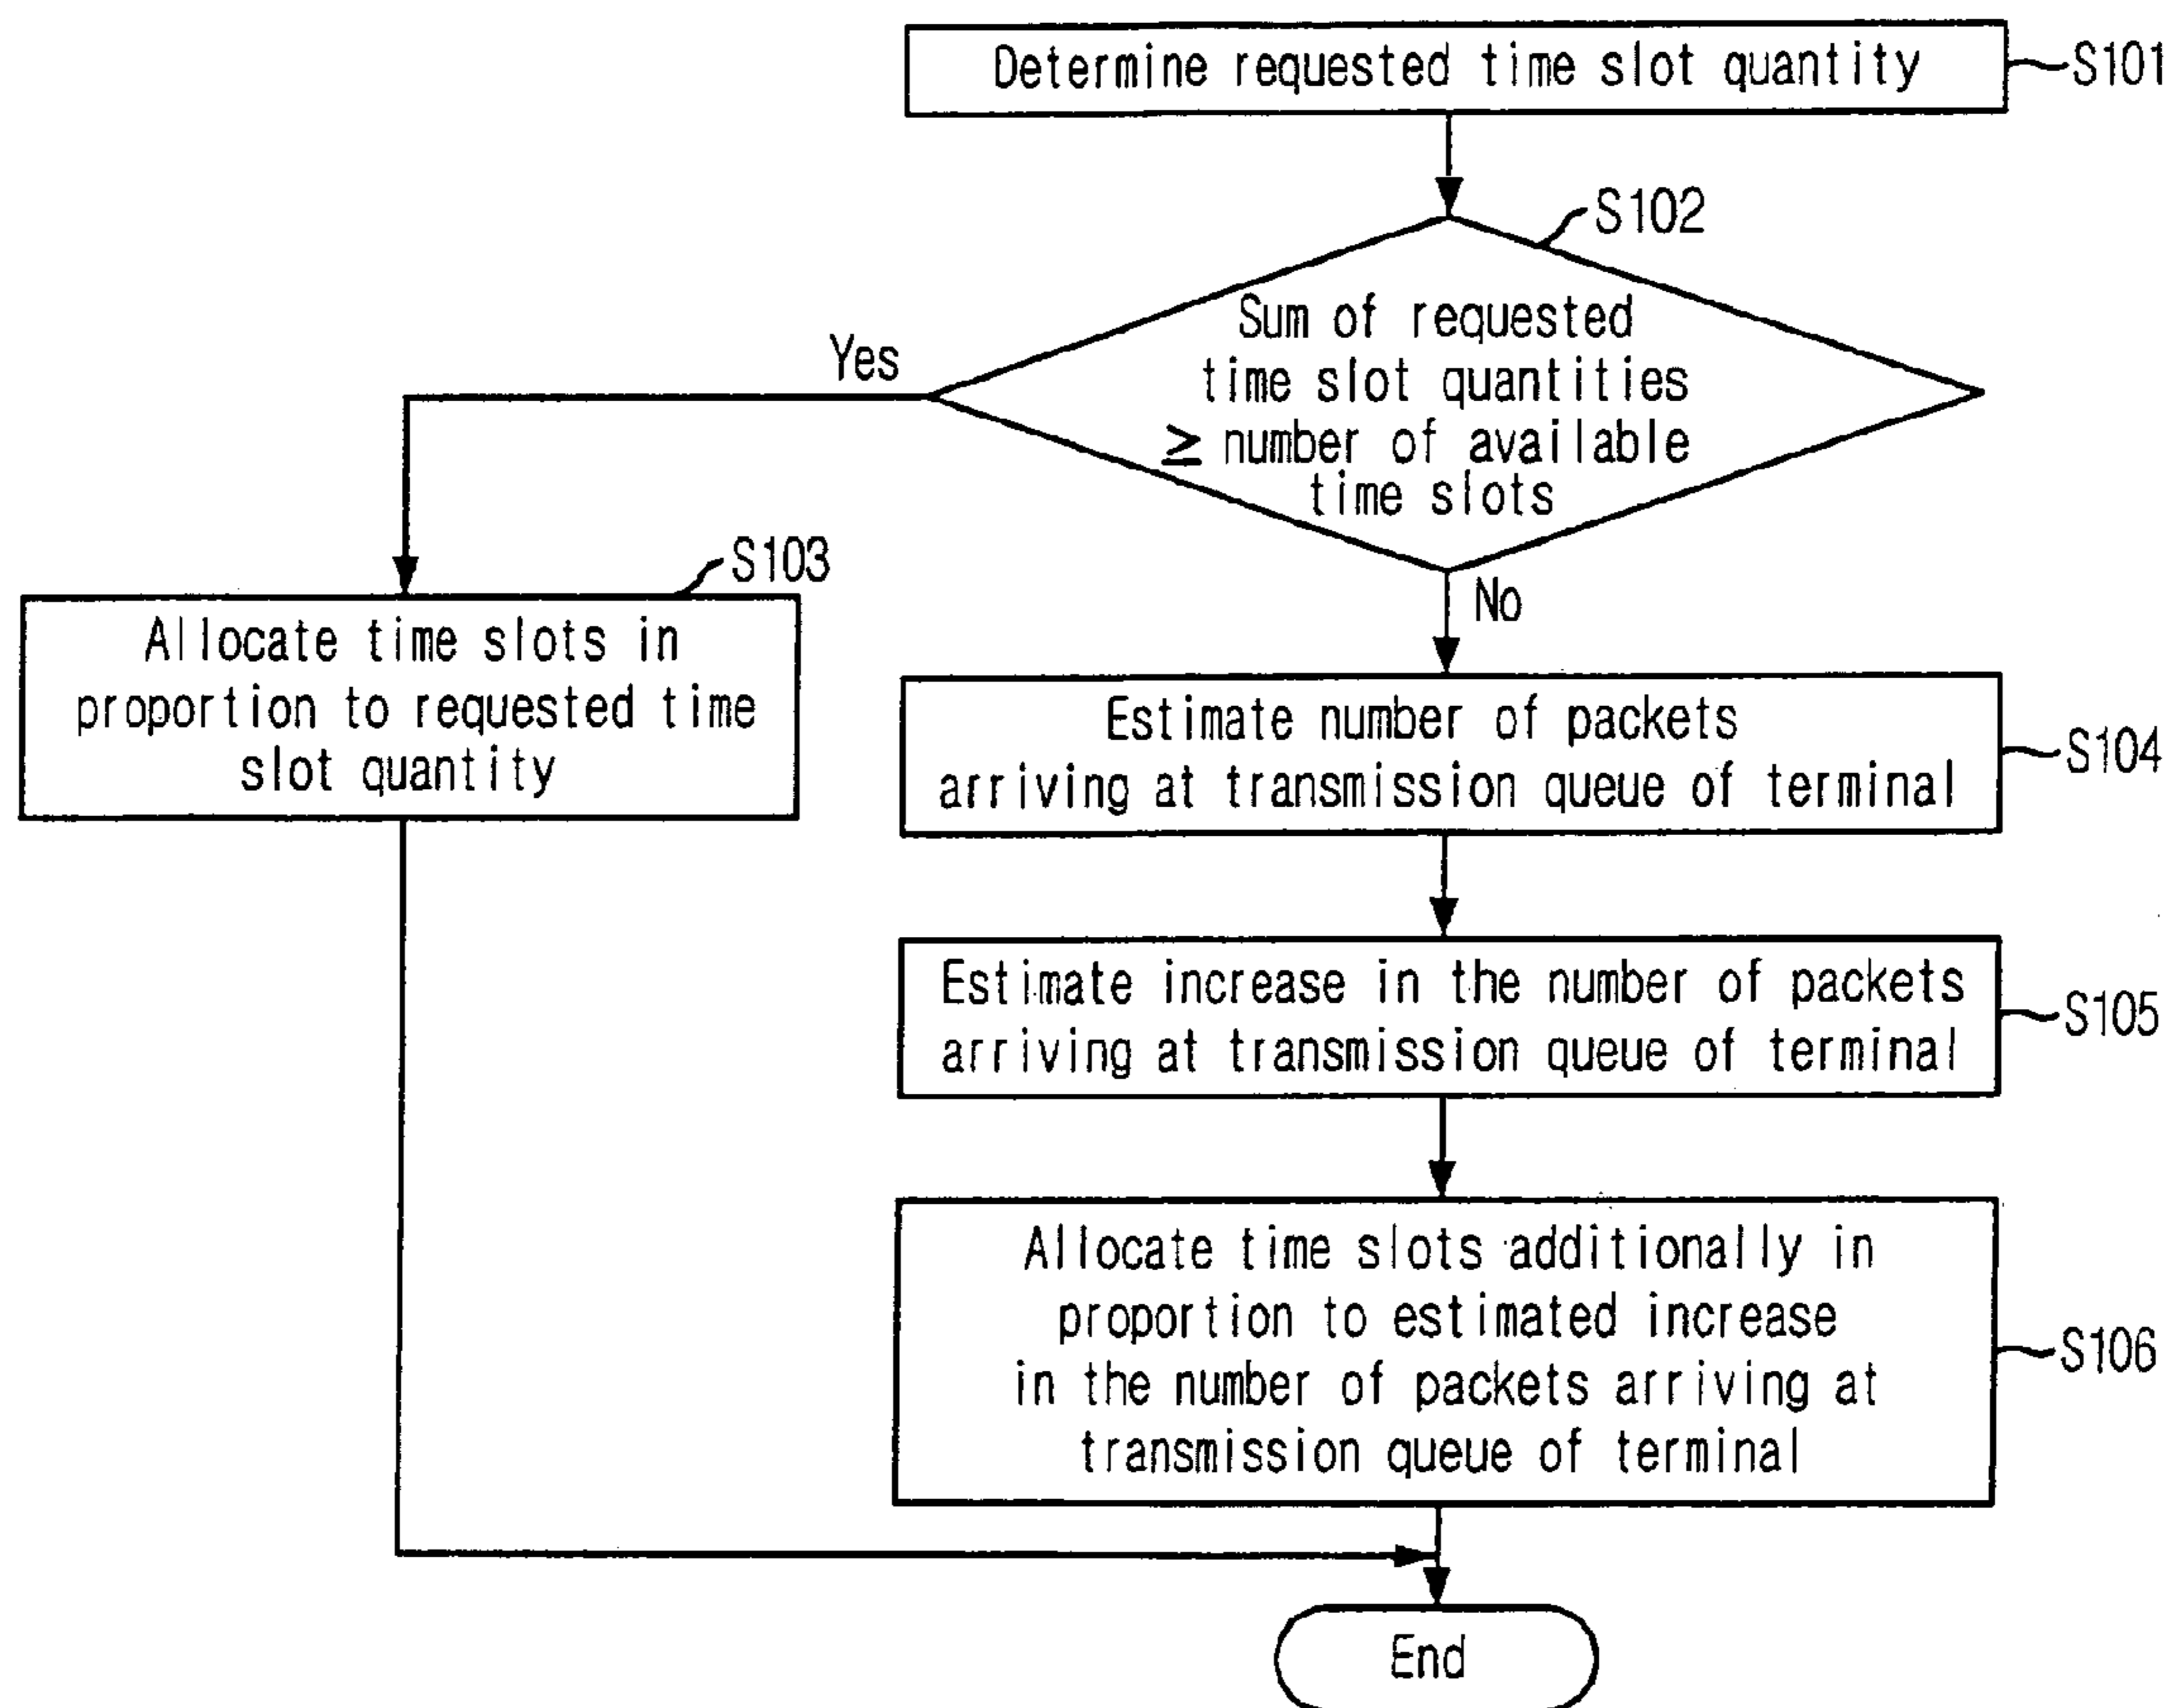 Determine requested time slot quantity
S101
S102
Sum of requested
time slot quantities
≥ number of available
time slots
Yes
No
S103
Allocate time slots in
proportion to requested time
slot quantity
Estimate number of packets
arriving at transmission queue of terminal
S104
Estimate increase in the number of packets
arriving at transmission queue of terminal
S105
Allocate time slots additionally in
proportion to estimated increase
in the number of packets arriving at
transmission queue of terminal
S106
End